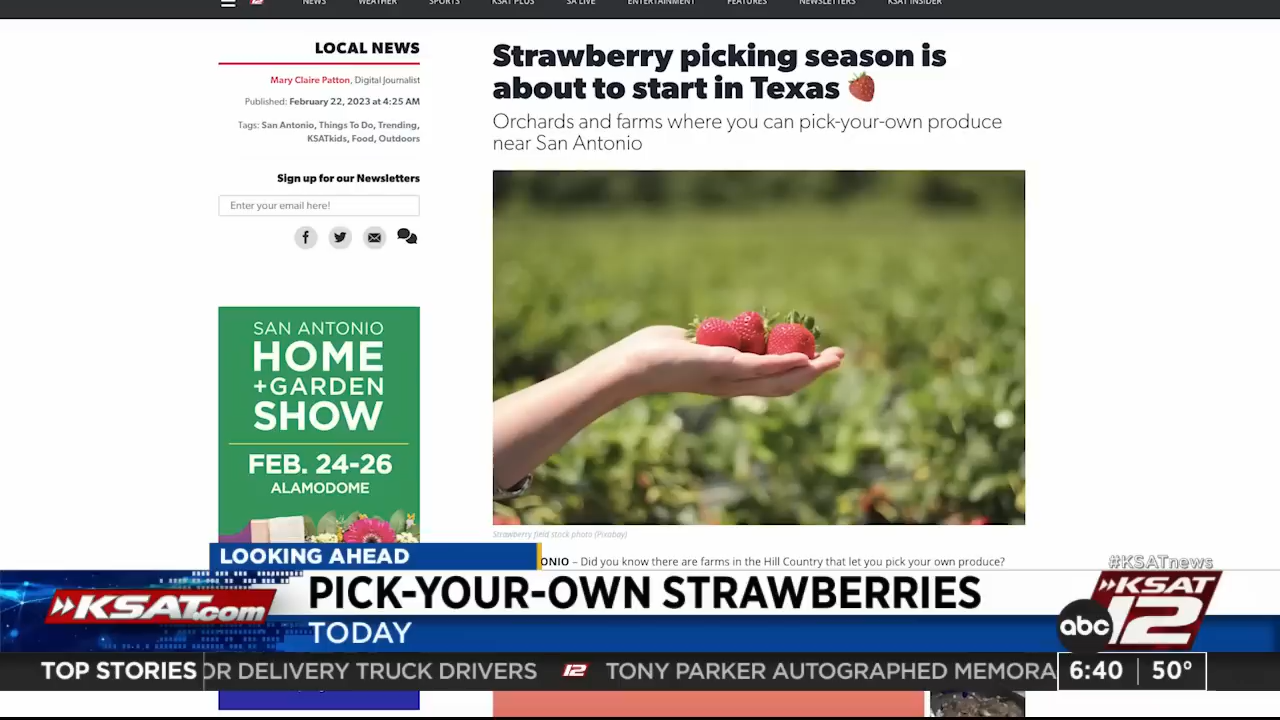 NEWS WEATHER SPORTS KSAT PLUS SA LIVE ENTERTAINMENT FEATURES NEWSLETTERS KSAT INSIDER
LOCAL NEWS
Mary Claire Patton, Digital Journalist
Published: February 22, 2023 at 4:25 AM
Tags: San Antonio, Things To Do, Trending,
KSATkids, Food, Outdoors
Sign up for our Newsletters
Enter your email here!
Strawberry picking season is
about to start in Texas
Orchards and farms where you can pick-your-own produce
near San Antonio
SAN ANTONIO
HOME
+GARDEN
SHOW
FEB. 24-26
ALAMODOME
Strawberry field stock photo (Pixabay)
ONIO – Did you know there are farms in the Hill Country that let you pick your own produce?
#KSATnews
LOOKING AHEAD
PICK-YOUR-OWN STRAWBERRIES
TODAY
KSAT.com
KSAT
abc 12
TOP STORIES OR DELIVERY TRUCK DRIVERS 12 TONY PARKER AUTOGRAPHED MEMORA 6:40 50°